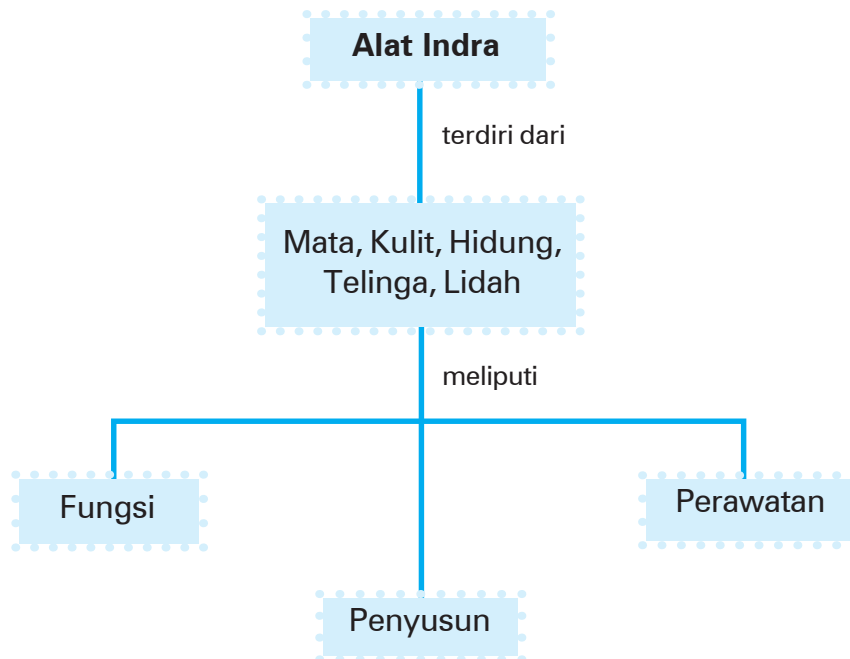 Alat Indra
terdiri dari
Mata, Kulit, Hidung,
Telinga, Lidah
meliputi
Fungsi
Perawatan
Penyusun